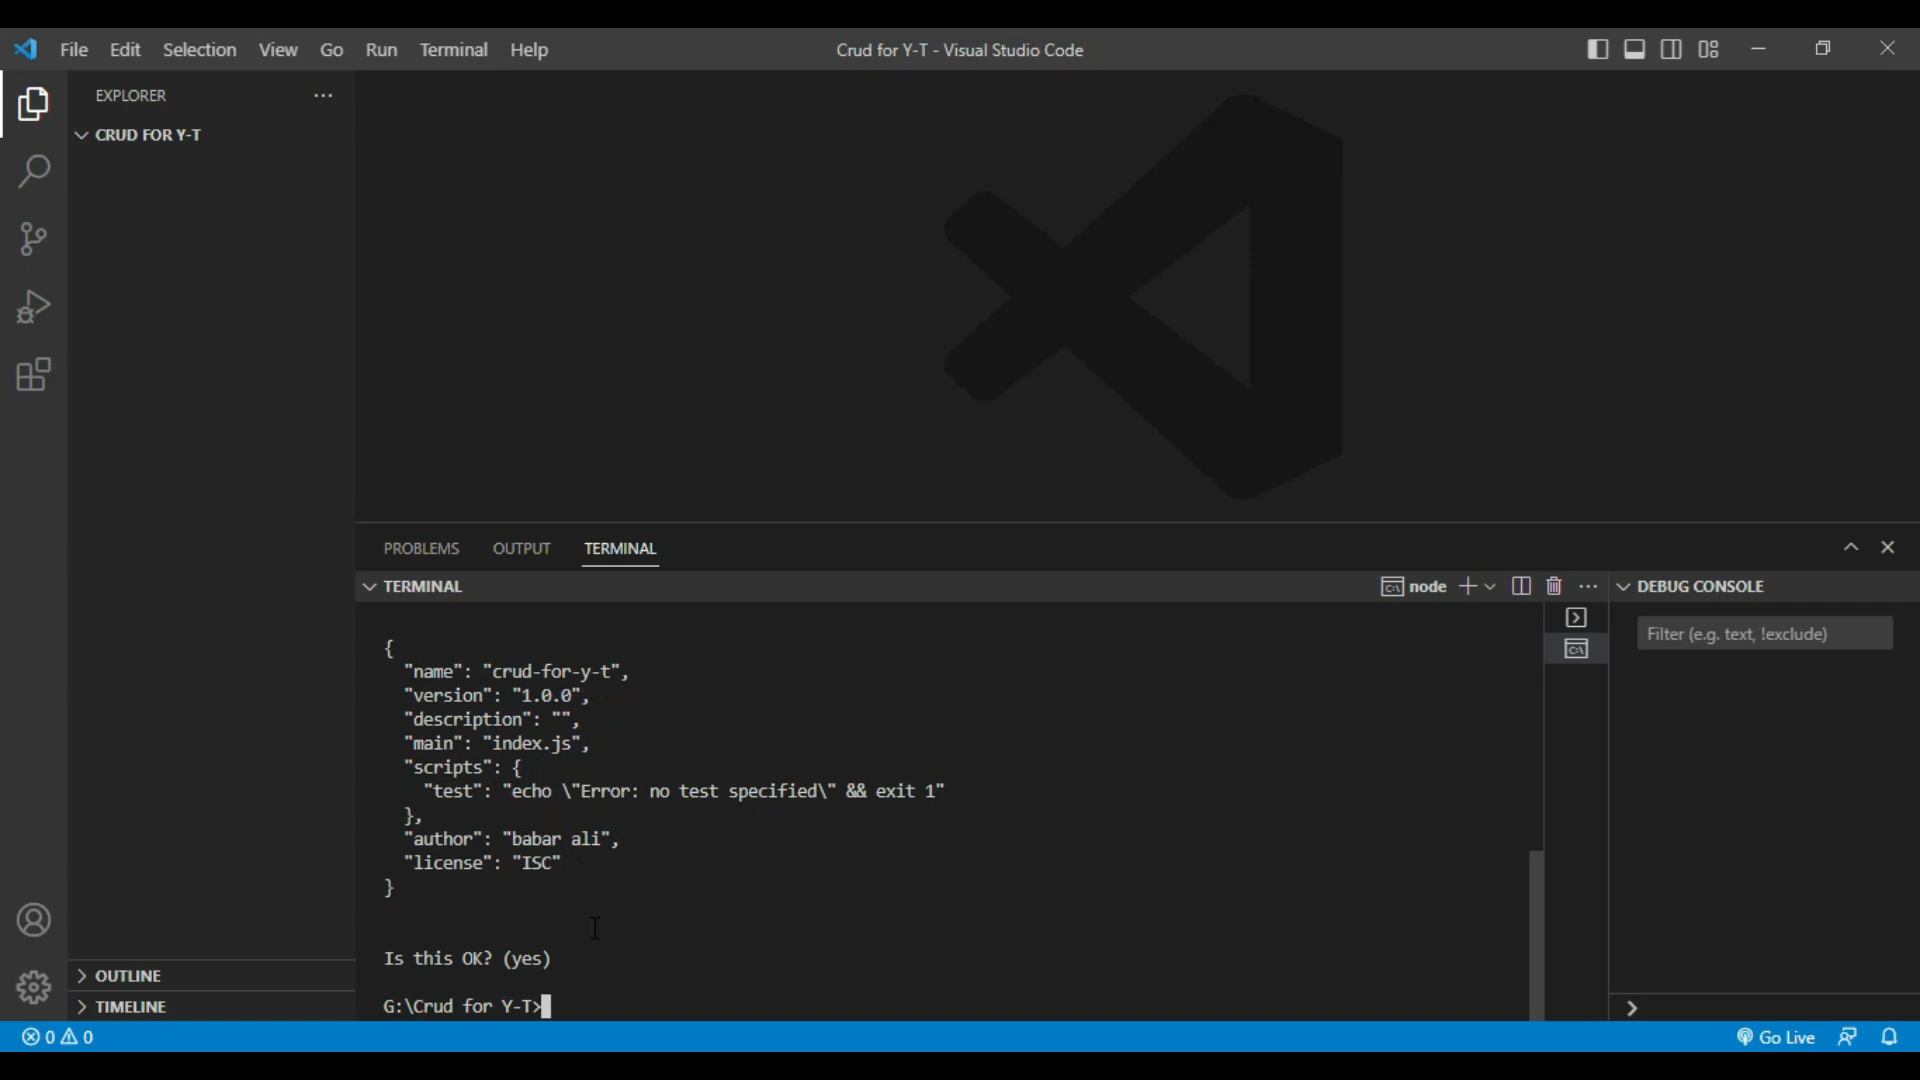 File Edit Selection View Go Run Terminal Help
Crud for Y-T - Visual Studio Code
EXPLORER
CRUD FOR Y-T
PROBLEMS OUTPUT TERMINAL
TERMINAL
node
DEBUG CONSOLE
Filter (e.g. text, !exclude)
{
"name": "crud-for-y-t",
"version": "1.0.0",
"description": "",
"main": "index.js",
"scripts": {
"test": "echo \"Error: no test specified\" && exit 1"
},
"author": "babar ali",
"license": "ISC"
}
Is this OK? (yes)
G:\Crud for Y-T>
OUTLINE
TIMELINE
0 0
Go Live